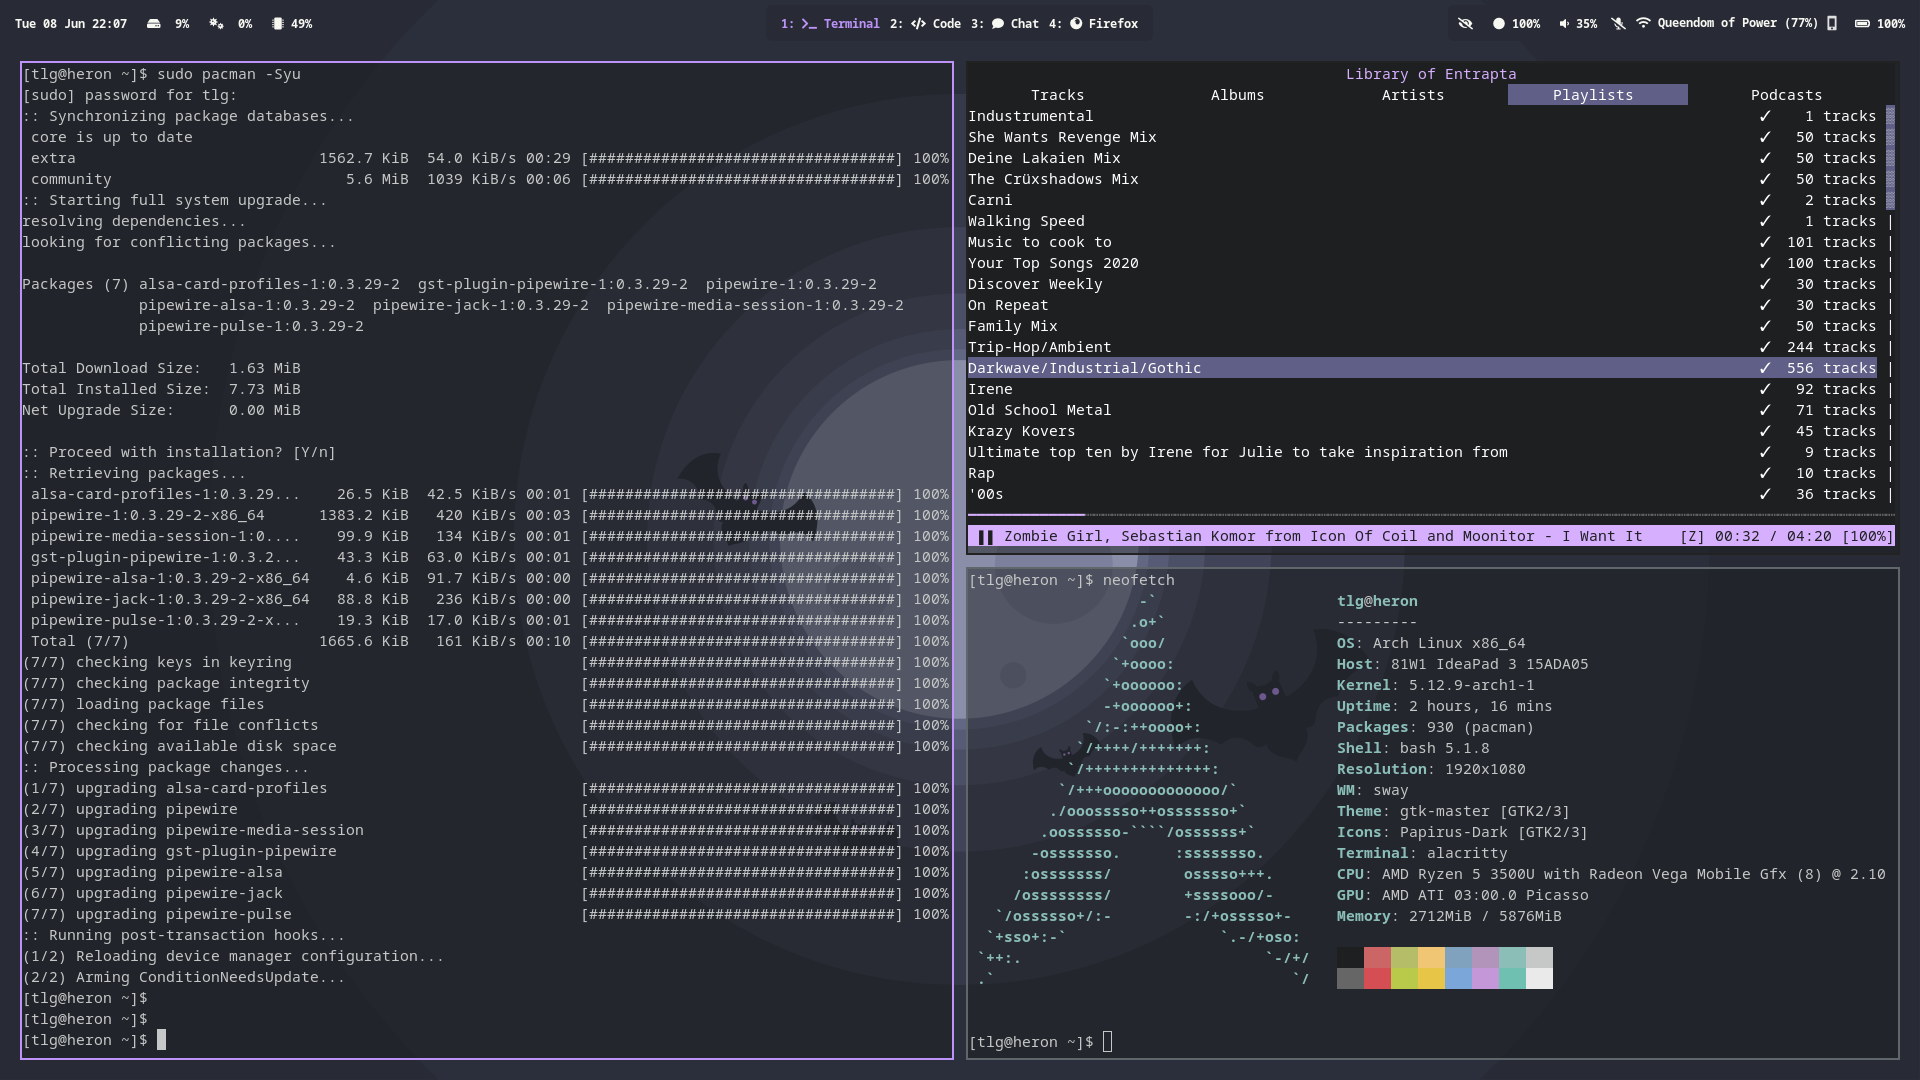 Tue 08 Jun 22:07 9% 0% 49%
1: Terminal 2: Code 3: Chat 4: Firefox
100% 35% Queendom of Power (77%) 100%
[tlg@heron ~]$ sudo pacman -Syu
[sudo] password for tlg:
:: Synchronizing package databases...
core is up to date
extra 1562.7 KiB 54.0 KiB/s 00:29 [##################################] 100%
community 5.6 MiB 1039 KiB/s 00:06 [##################################] 100%
:: Starting full system upgrade...
resolving dependencies...
looking for conflicting packages...
Packages (7) alsa-card-profiles-1:0.3.29-2 gst-plugin-pipewire-1:0.3.29-2 pipewire-1:0.3.29-2
pipewire-alsa-1:0.3.29-2 pipewire-jack-1:0.3.29-2 pipewire-media-session-1:0.3.29-2
pipewire-pulse-1:0.3.29-2
Total Download Size: 1.63 MiB
Total Installed Size: 7.73 MiB
Net Upgrade Size: 0.00 MiB
:: Proceed with installation? [Y/n]
:: Retrieving packages...
alsa-card-profiles-1:0.3.29... 26.5 KiB 42.5 KiB/s 00:01 [##################################] 100%
pipewire-1:0.3.29-2-x86_64 1383.2 KiB 420 KiB/s 00:03 [##################################] 100%
pipewire-media-session-1:0.... 99.9 KiB 134 KiB/s 00:01 [##################################] 100%
gst-plugin-pipewire-1:0.3.2... 43.3 KiB 63.0 KiB/s 00:01 [##################################] 100%
pipewire-alsa-1:0.3.29-2-x86_64 4.6 KiB 91.7 KiB/s 00:00 [##################################] 100%
pipewire-jack-1:0.3.29-2-x86_64 88.8 KiB 236 KiB/s 00:00 [##################################] 100%
pipewire-pulse-1:0.3.29-2-x... 19.3 KiB 17.0 KiB/s 00:01 [##################################] 100%
Total (7/7) 1665.6 KiB 161 KiB/s 00:10 [##################################] 100%
(7/7) checking keys in keyring [##################################] 100%
(7/7) checking package integrity [##################################] 100%
(7/7) loading package files [##################################] 100%
(7/7) checking for file conflicts [##################################] 100%
(7/7) checking available disk space [##################################] 100%
:: Processing package changes...
(1/7) upgrading alsa-card-profiles [##################################] 100%
(2/7) upgrading pipewire [##################################] 100%
(3/7) upgrading pipewire-media-session [##################################] 100%
(4/7) upgrading gst-plugin-pipewire [##################################] 100%
(5/7) upgrading pipewire-alsa [##################################] 100%
(6/7) upgrading pipewire-jack [##################################] 100%
(7/7) upgrading pipewire-pulse [##################################] 100%
:: Running post-transaction hooks...
(1/2) Reloading device manager configuration...
(2/2) Arming ConditionNeedsUpdate...
[tlg@heron ~]$
[tlg@heron ~]$
[tlg@heron ~]$
Library of Entrapta
Tracks Albums Artists Playlists Podcasts
Industrumental ✓ 1 tracks
She Wants Revenge Mix ✓ 50 tracks
Deine Lakaien Mix ✓ 50 tracks
The Crüxshadows Mix ✓ 50 tracks
Carni ✓ 2 tracks
Walking Speed ✓ 1 tracks |
Music to cook to ✓ 101 tracks |
Your Top Songs 2020 ✓ 100 tracks |
Discover Weekly ✓ 30 tracks |
On Repeat ✓ 30 tracks |
Family Mix ✓ 50 tracks |
Trip-Hop/Ambient ✓ 244 tracks |
Darkwave/Industrial/Gothic ✓ 556 tracks |
Irene ✓ 92 tracks |
Old School Metal ✓ 71 tracks |
Krazy Kovers ✓ 45 tracks |
Ultimate top ten by Irene for Julie to take inspiration from ✓ 9 tracks |
Rap ✓ 10 tracks |
'00s ✓ 36 tracks |
Zombie Girl, Sebastian Komor from Icon Of Coil and Moonitor - I Want It [Z] 00:32 / 04:20 [100%]
[tlg@heron ~]$ neofetch
-`
.o+` tlg@heron
`ooo/ ---------
`+oooo: OS: Arch Linux x86_64
`+oooooo: Host: 81W1 IdeaPad 3 15ADA05
-+oooooo+: Kernel: 5.12.9-arch1-1
`/:-:++oooo+: Uptime: 2 hours, 16 mins
`/++++/+++++++: Packages: 930 (pacman)
`/++++++++++++++: Shell: bash 5.1.8
`/+++ooooooooooooo/` Resolution: 1920x1080
./ooosssso++osssssso+` WM: sway
.oossssso-````/ossssss+` Theme: gtk-master [GTK2/3]
-osssssso. :ssssssso. Icons: Papirus-Dark [GTK2/3]
:osssssss/ osssso+++. Terminal: alacritty
/ossssssss/ +ssssooo/- CPU: AMD Ryzen 5 3500U with Radeon Vega Mobile Gfx (8) @ 2.10
`/ossssso+/:- -:/+osssso+- GPU: AMD ATI 03:00.0 Picasso
`+sso+:-` `.-/+oso: Memory: 2712MiB / 5876MiB
`++:. `-/+/
.` `/
[tlg@heron ~]$